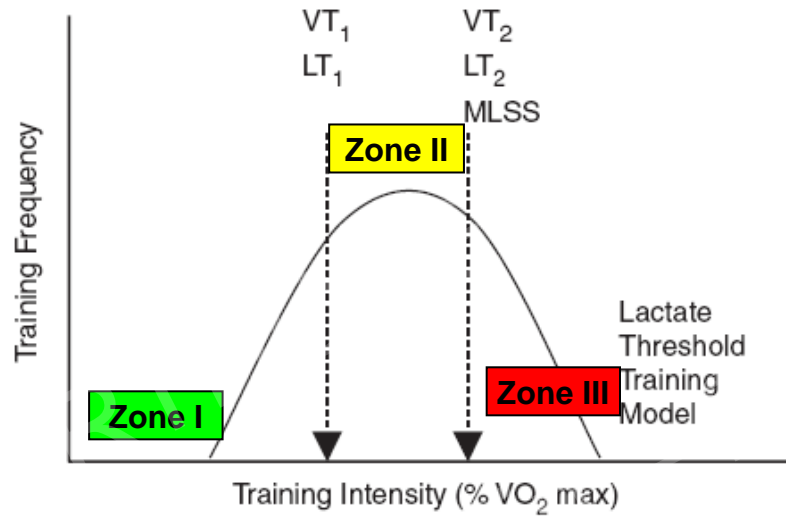 VT1
LT1
VT2
LT2
MLSS
Zone II
Training Frequency
Lactate
Threshold
Training
Model
Zone III
Zone I
Training Intensity (% VO2 max)